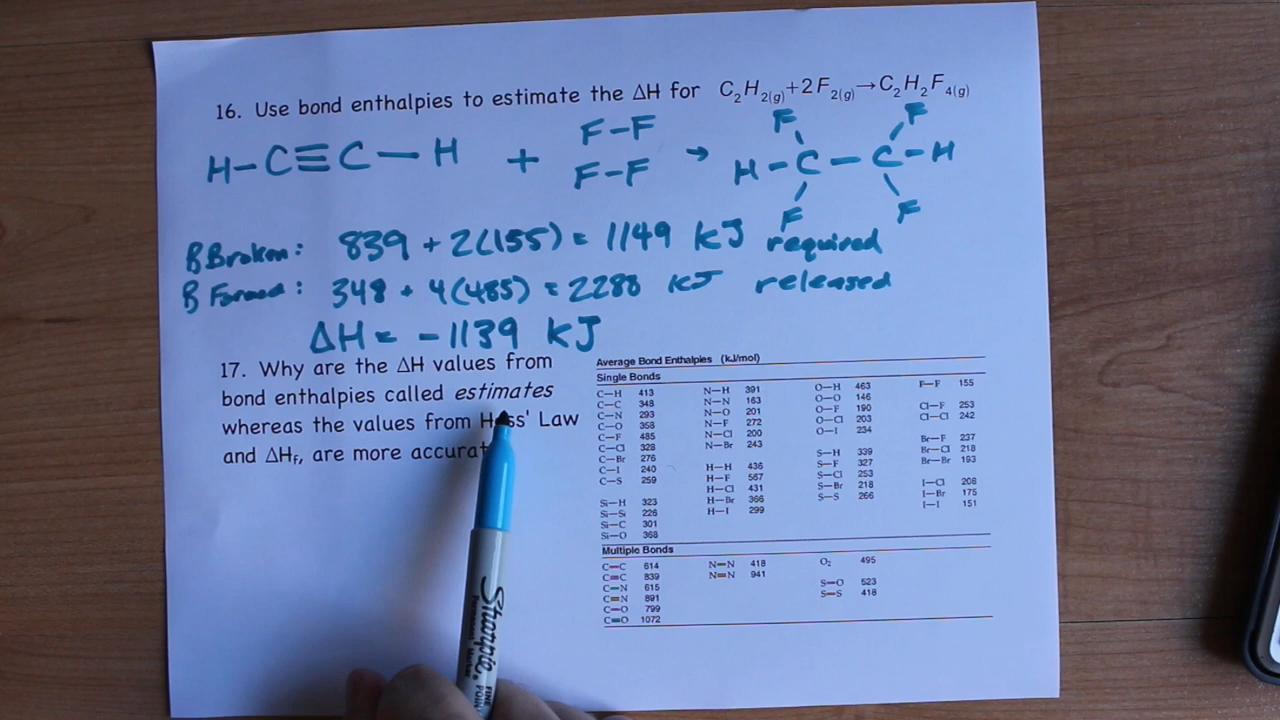 16. Use bond enthalpies to estimate the ΔH for C₂H₂(g)+2F₂(g)→C₂H₂F₄(g)
F F
H-C≡C-H + F-F → H-C-C-H
F-F
F F
B Broken: 839 + 2(155) = 1149 kJ required
B Formed: 348 + 4(485) = 2288 kJ released
ΔH = -1139 kJ
17. Why are the ΔH values from
bond enthalpies called estimates
whereas the values from Hess' Law
and ΔHF, are more accurat
Average Bond Enthalpies (kJ/mol)
Single Bonds
C-H 413 N-H 391 O-H 463 F-F 155
C-C 348 N-N 163 O-O 146
C-N 293 N-O 201 O-F 190 Cl-F 253
C-O 358 N-F 272 O-Cl 203 Cl-Cl 242
C-F 485 N-Cl 200 O-I 234
C-Cl 328 N-Br 243 Br-F 237
C-Br 276 S-H 339 Br-Cl 218
C-I 240 H-H 436 S-F 327 Br-Br 193
C-S 259 H-F 567 S-Cl 253
H-Cl 431 S-Br 218 I-Cl 208
Si-H 323 H-Br 366 S-S 266 I-Br 175
Si-Si 226 H-I 299 I-I 151
Si-C 301
Si-O 368
Multiple Bonds
C=C 614 N=N 418 O₂ 495
C≡C 839 N≡N 941
C=N 615 S=O 523
C≡N 891 S=S 418
C=O 799
C≡O 1072
Sharpie.